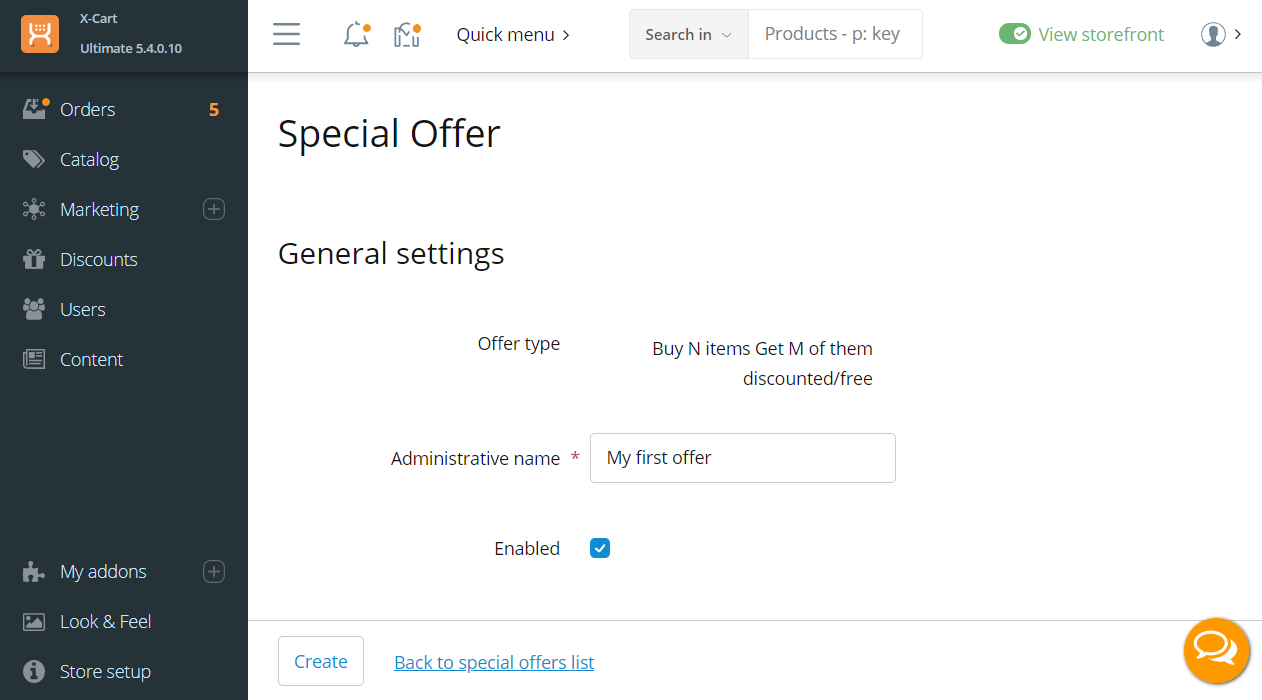 X-Cart
Ultimate 5.4.0.10
Quick menu
Search in
Products - p: key
View storefront
Orders 5
Catalog
Marketing
Discounts
Users
Content
My addons
Look & Feel
Store setup
Special Offer
General settings
Offer type
Buy N items Get M of them
discounted/free
Administrative name * My first offer
Enabled
Create
Back to special offers list